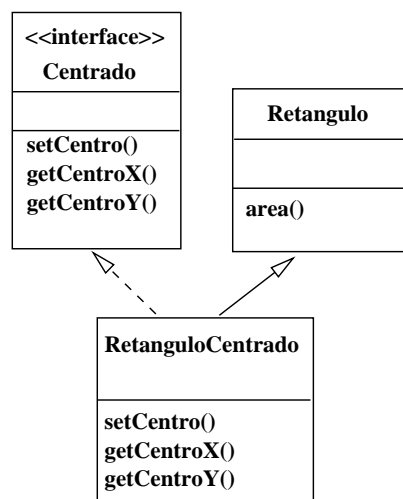 <<interface>>
Centrado
setCentro()
getCentroX()
getCentroY()
Retangulo
area()
RetanguloCentrado
setCentro()
getCentroX()
getCentroY()